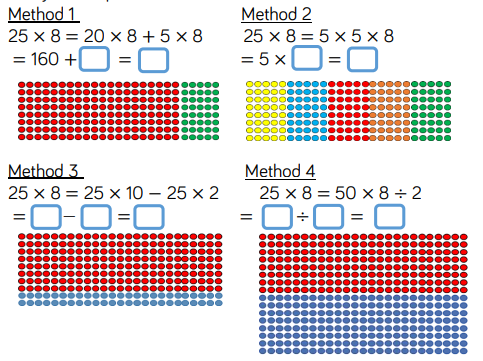 Method 1
25 × 8 = 20 × 8 + 5 × 8
= 160 + =
Method 2
25 × 8 = 5 × 5 × 8
= 5 × =
Method 3
25 × 8 = 25 × 10 − 25 × 2
= − =
Method 4
25 × 8 = 50 × 8 ÷ 2
= ÷ =